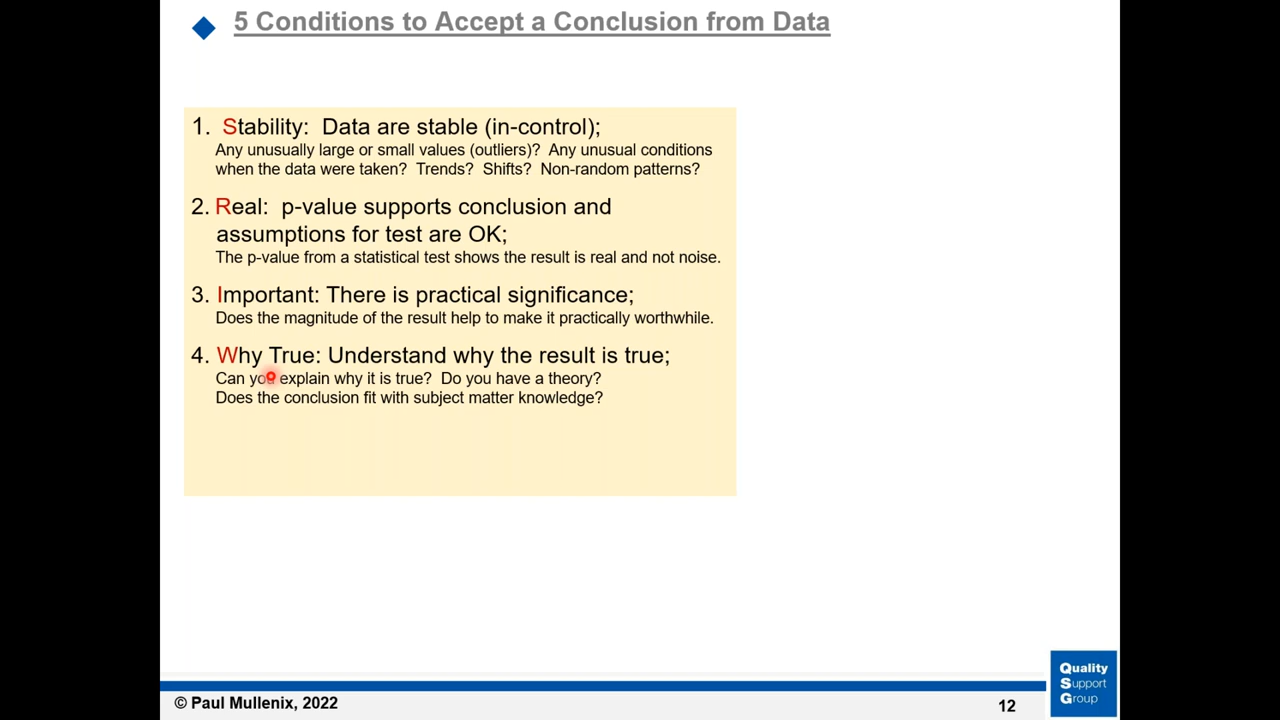 5 Conditions to Accept a Conclusion from Data
1. Stability: Data are stable (in-control);
Any unusually large or small values (outliers)? Any unusual conditions
when the data were taken? Trends? Shifts? Non-random patterns?
2. Real: p-value supports conclusion and
assumptions for test are OK;
The p-value from a statistical test shows the result is real and not noise.
3. Important: There is practical significance;
Does the magnitude of the result help to make it practically worthwhile.
4. Why True: Understand why the result is true;
Can you explain why it is true? Do you have a theory?
Does the conclusion fit with subject matter knowledge?
Quality
Support
Group
© Paul Mullenix, 2022
12